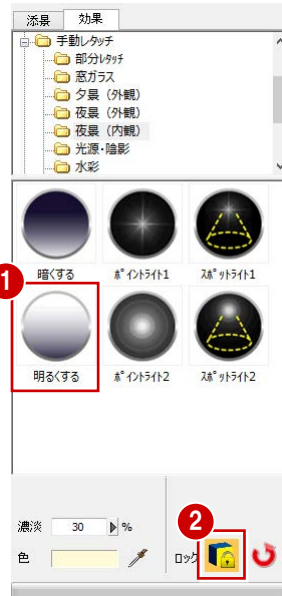 添景 効果
手動レタッチ
部分レタッチ
窓ガラス
夕景（外観）
夜景（外観）
夜景（内観）
光源・陰影
水彩
暗くする ﾎﾟｲﾝﾄﾗｲﾄ1 ｽﾎﾟｯﾄﾗｲﾄ1
1
明るくする ﾎﾟｲﾝﾄﾗｲﾄ2 ｽﾎﾟｯﾄﾗｲﾄ2
2
濃淡 30 %
色 ロック